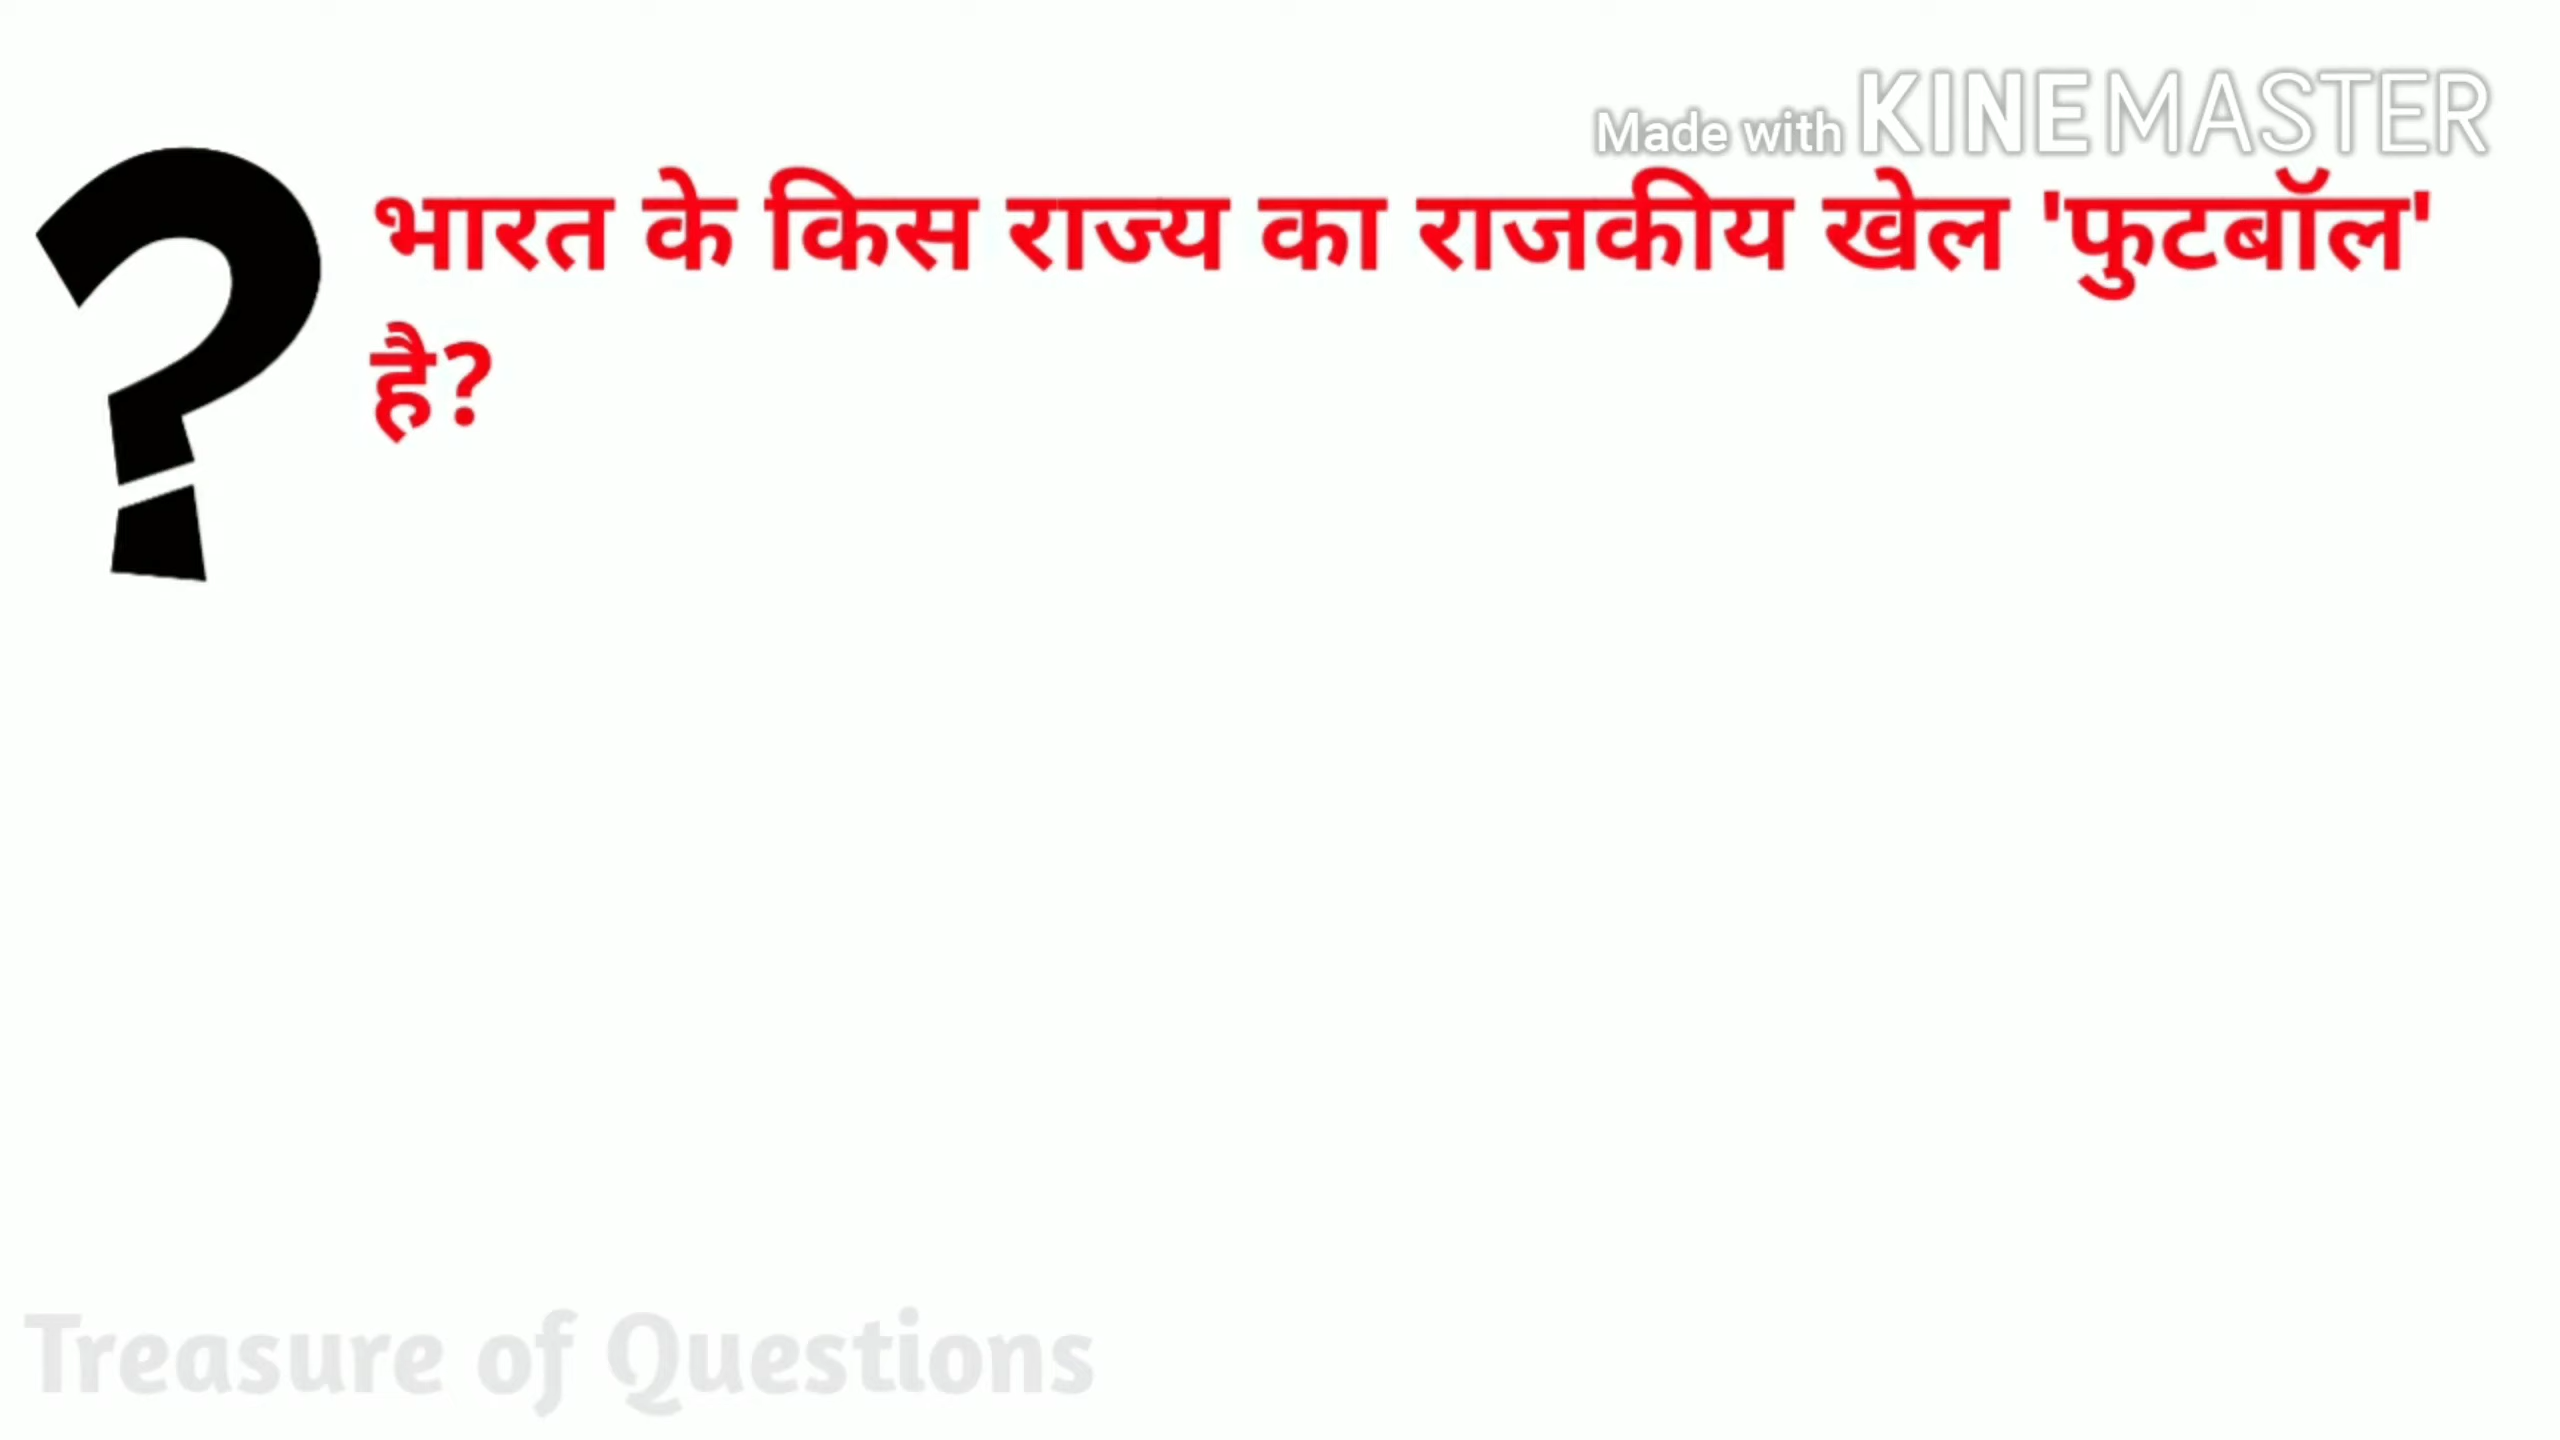 Made with KINEMASTER
भारत के किस राज्य का राजकीय खेल 'फुटबॉल'
है?
Treasure of Questions